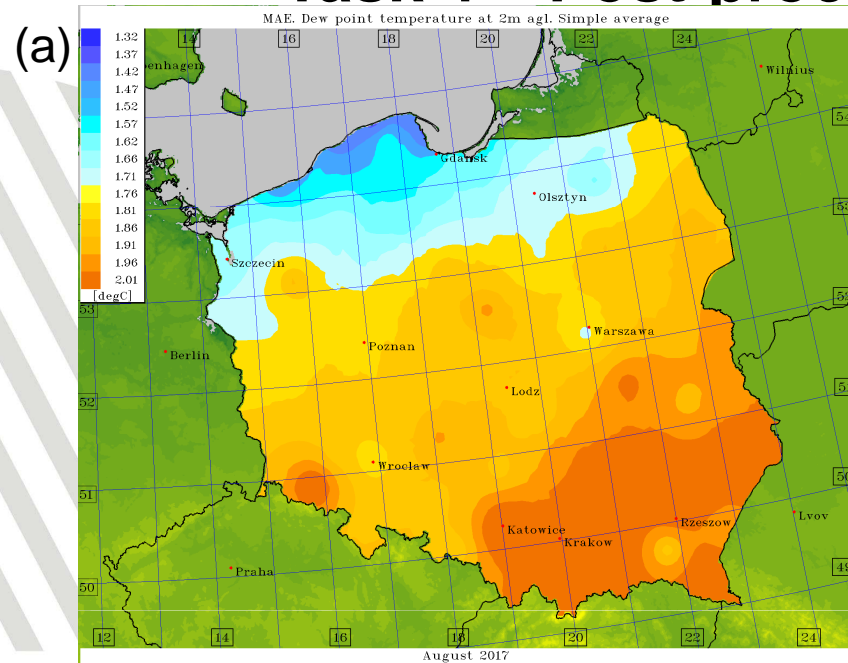 MAE. Dew point temperature at 2m agl. Simple average
(a)
1.32
1.37
1.42
1.47
1.52
1.57
1.62
1.66
1.71
1.76
1.81
1.86
1.91
1.96
2.01
[degC]
14
16
18
20
22
24
enhagen
Wilnius
54
Gdansk
Olsztyn
53
Szczecin
52
53
Warszawa
Poznan
Berlin
51
Lodz
52
Wroclaw
50
51
Katowice
Rzeszow
Lvov
Krakow
49
Praha
50
12
14
16
18
20
22
24
August 2017